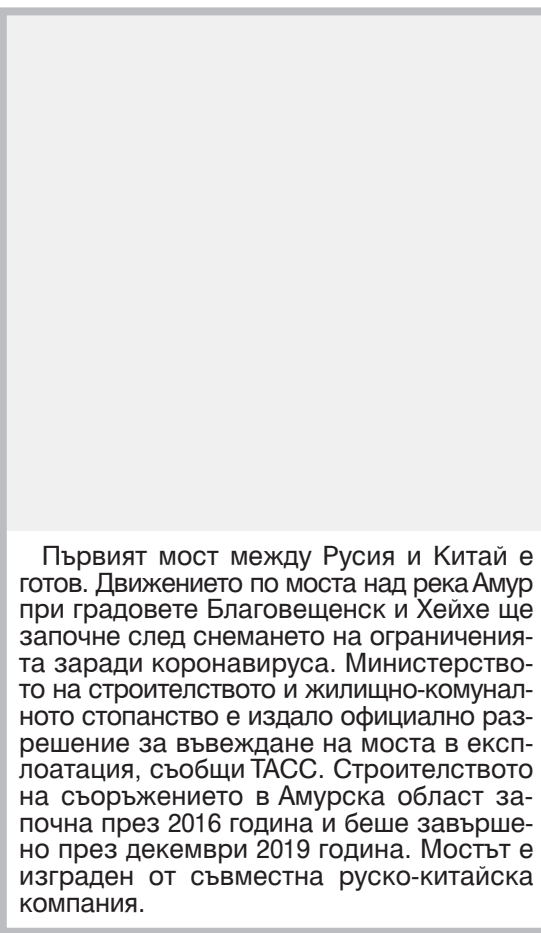 Първият мост между Русия и Китай е
готов. Движението по моста над река Амур
при градовете Благовещенск и Хейхе ще
започне след снемането на ограничения-
та заради коронавируса. Министерство-
то на строителството и жилищно-комунал-
ното стопанство е издало официално раз-
решение за въвеждане на моста в експ-
лоатация, съобщи ТАСС. Строителството
на съоръжението в Амурска област за-
почна през 2016 година и беше завърше-
но през декември 2019 година. Мостът е
изграден от съвместна руско-китайска
компания.